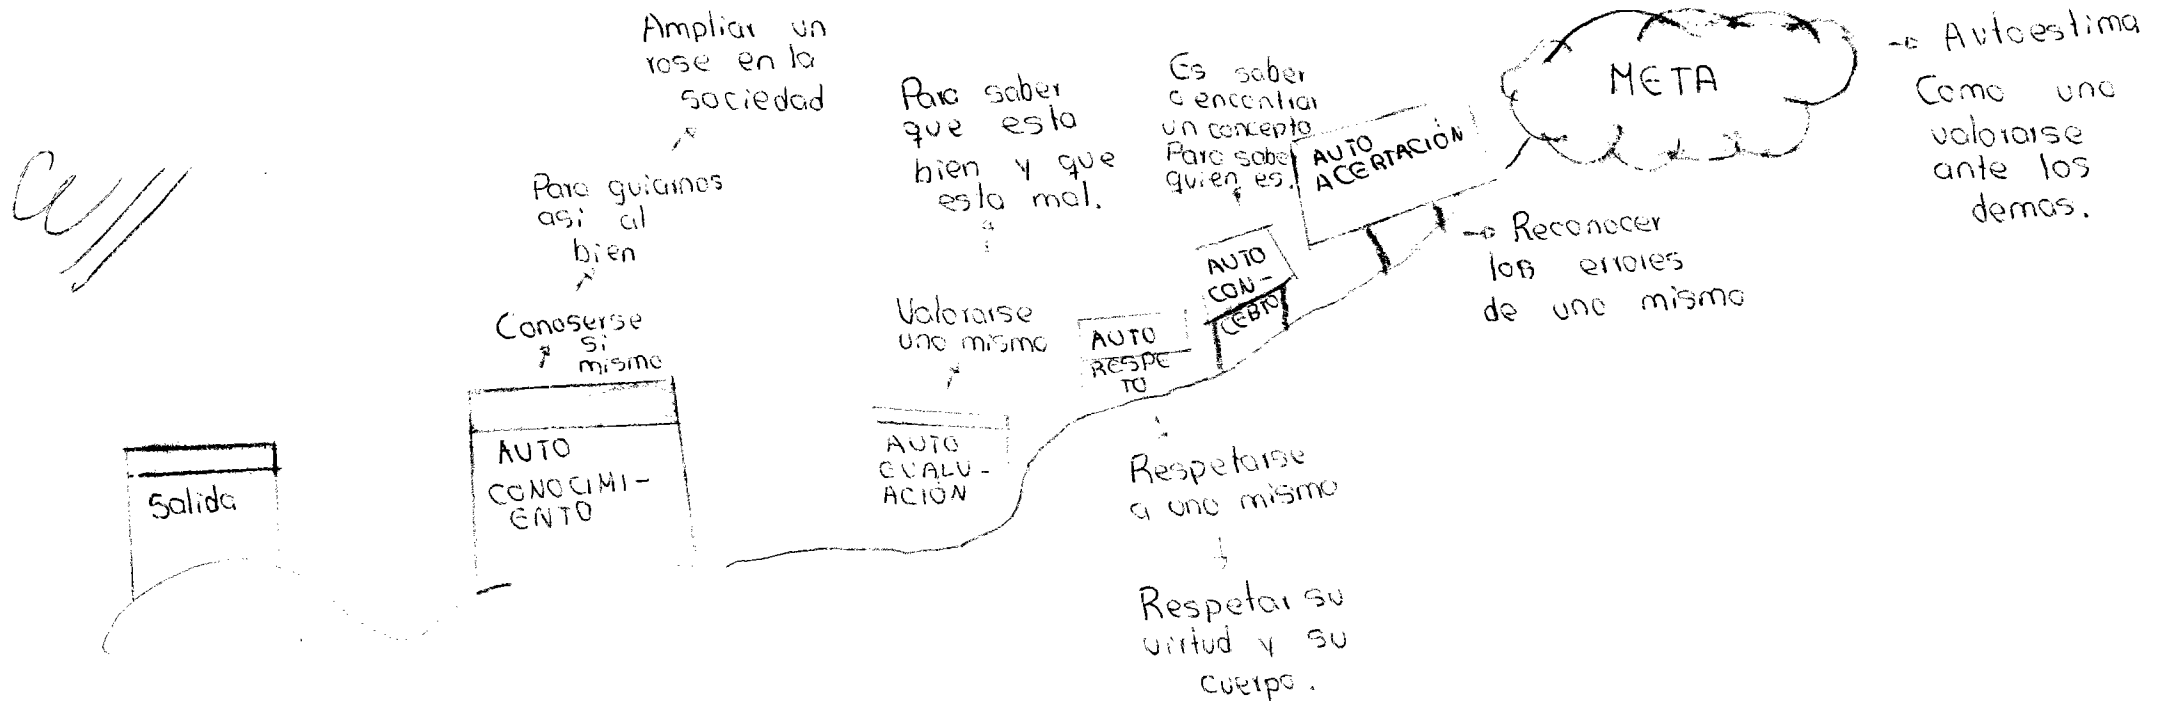 Salida
Ampliar un
rose en la
sociedad
Para guiarnos
asi al
bien
Conoserse
si
mismo
AUTO
CONOCIMI-
ENTO
Para saber
que esta
bien y que
esta mal.
Valorarse
uno mismo
AUTO
EVALU-
ACIÓN
AUTO
RESPE
TO
Respetarse
a uno mismo
Respetar su
virtud y su
cuerpo.
Es saber
o encontrar
un concepto
Para saber
quien es.
AUTO
CON-
CEBTO
AUTO
ACERTACIÓN
Reconocer
los errores
de uno mismo
META
Autoestima
Como uno
valorarse
ante los
demas.